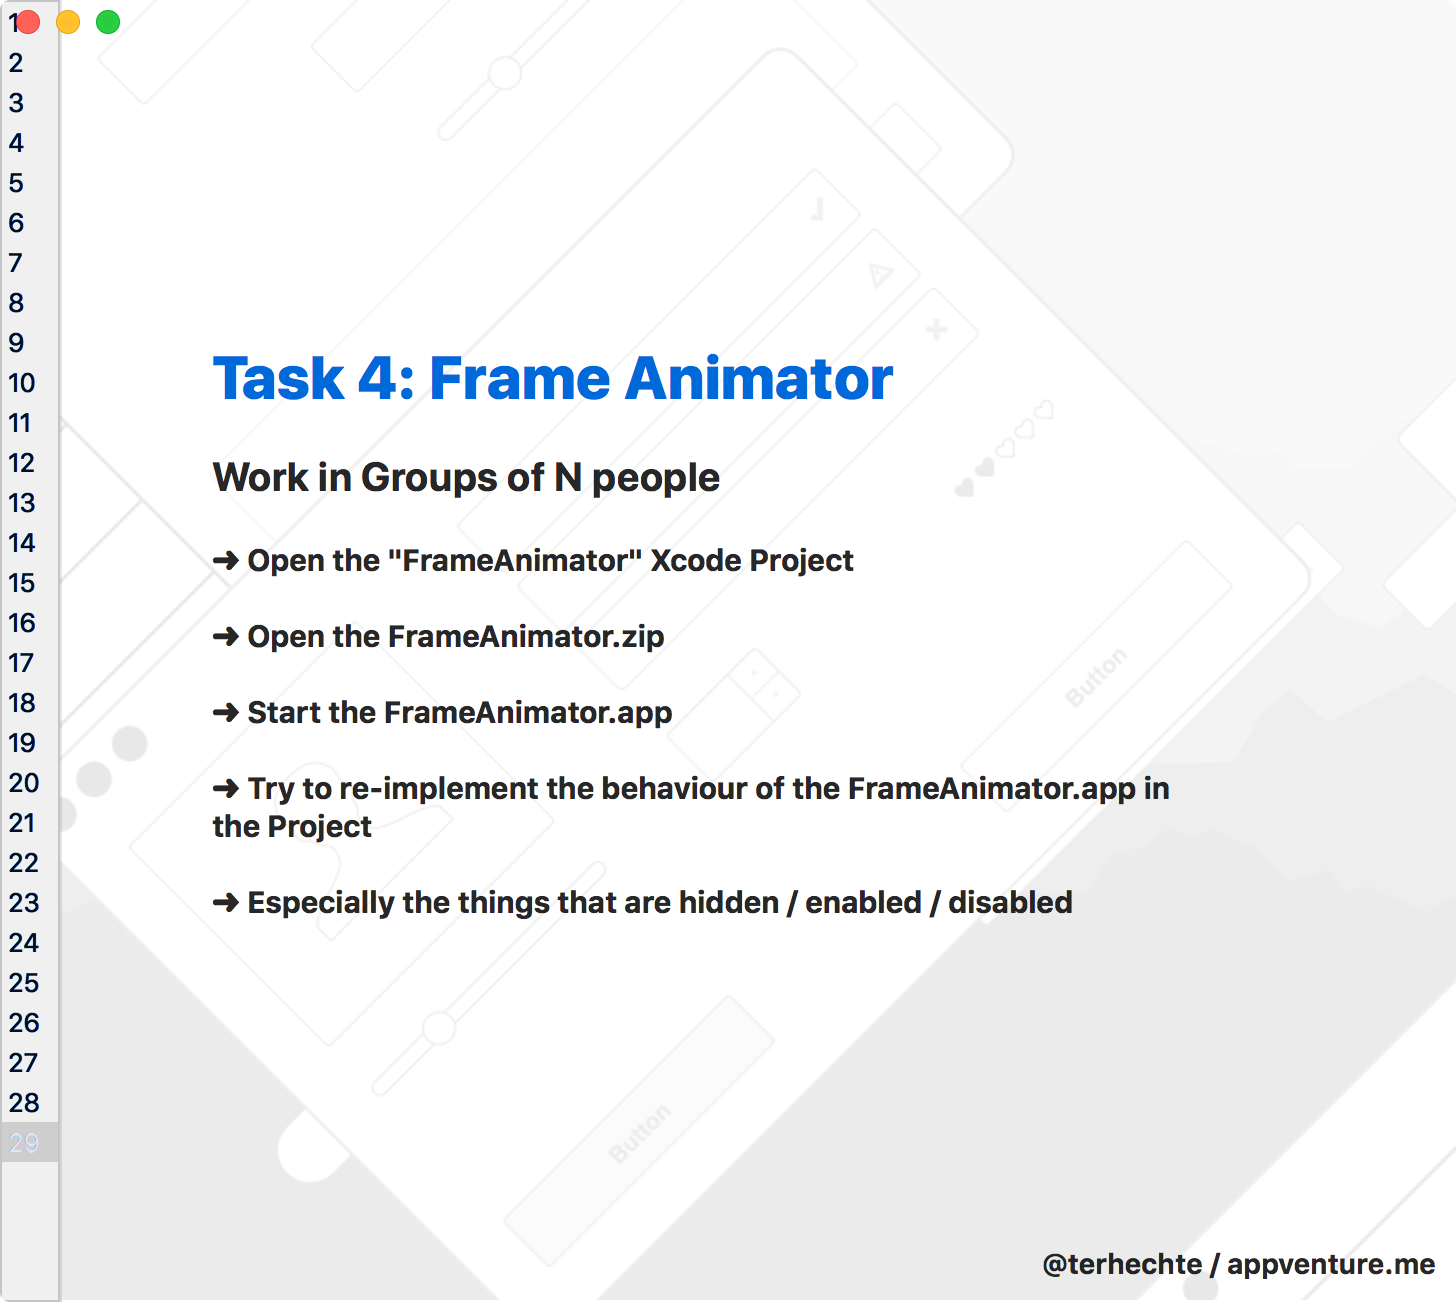 1
2
3
4
5
6
7
8
9
10
11
12
13
14
15
16
17
18
19
20
21
22
23
24
25
26
27
28
29
Task 4: Frame Animator
Work in Groups of N people
➜ Open the "FrameAnimator" Xcode Project
➜ Open the FrameAnimator.zip
➜ Start the FrameAnimator.app
➜ Try to re-implement the behaviour of the FrameAnimator.app in
the Project
➜ Especially the things that are hidden / enabled / disabled
Button
Button
@terhechte / appventure.me